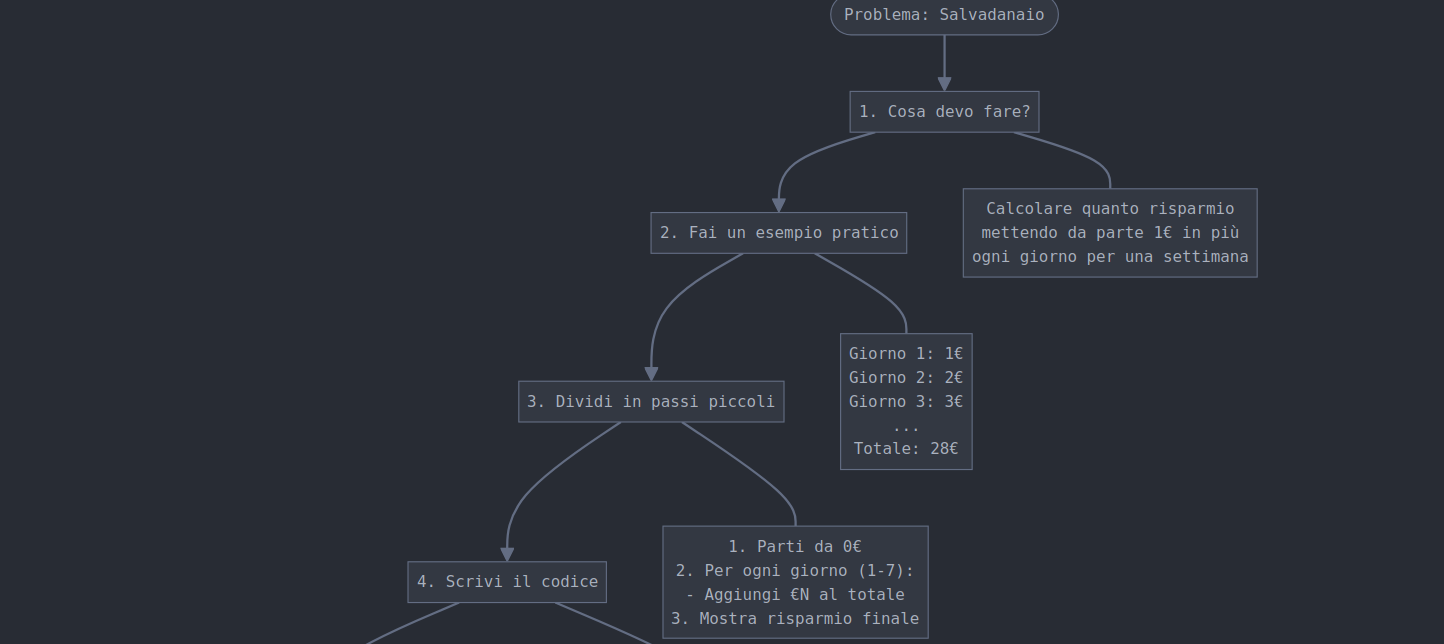 Problema: Salvadanaio
1. Cosa devo fare?
Calcolare quanto risparmio
mettendo da parte 1€ in più
ogni giorno per una settimana
2. Fai un esempio pratico
Giorno 1: 1€
Giorno 2: 2€
Giorno 3: 3€
...
Totale: 28€
3. Dividi in passi piccoli
1. Parti da 0€
2. Per ogni giorno (1-7):
- Aggiungi €N al totale
3. Mostra risparmio finale
4. Scrivi il codice